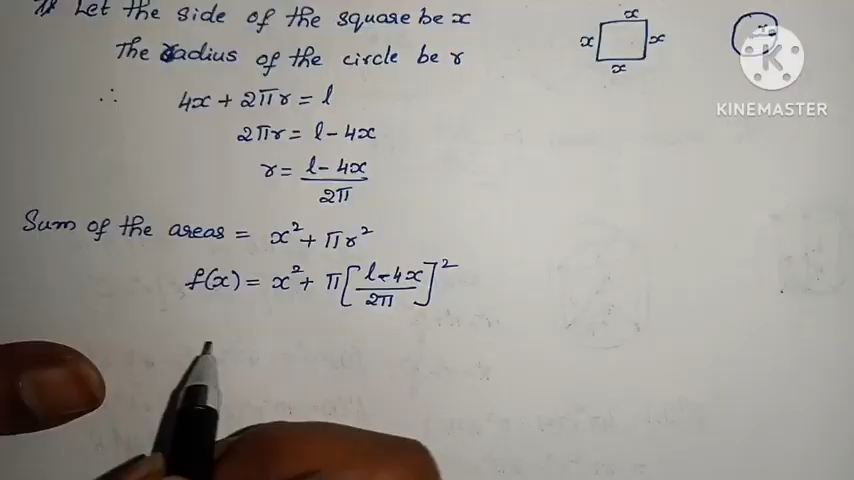 Let the side of the square be x
The radius of the circle be r
∴ 4x + 2πr = l
2πr = l - 4x
r = (l - 4x)/2π
Sum of the areas = x² + πr²
f(x) = x² + π[(l - 4x)/2π]²
x
x x
x
r
K
KINEMASTER